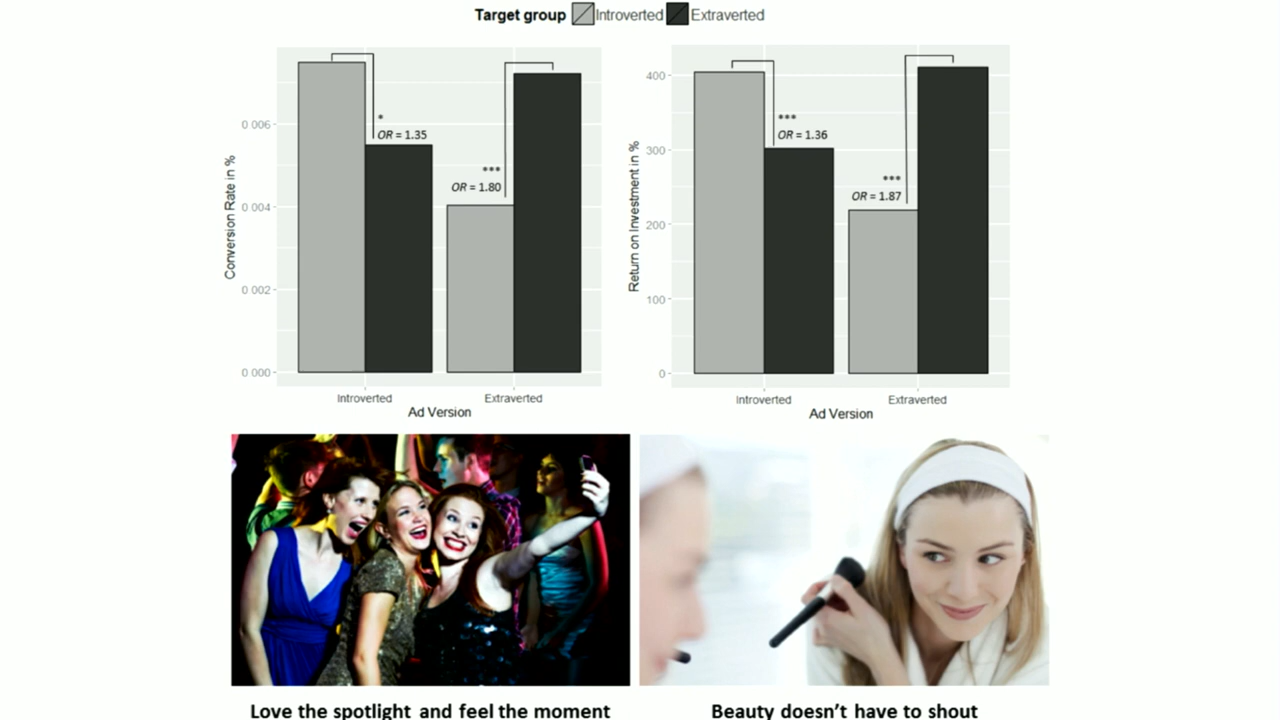 Target group Introverted Extraverted
Conversion Rate in %
0 006
0 004
0 002
0 000
*
OR = 1.35
***
OR = 1.80
Introverted Extraverted
Ad Version
Return on Investment in %
400
300
200
100
0
***
OR = 1.36
***
OR = 1.87
Introverted Extraverted
Ad Version
Love the spotlight and feel the moment
Beauty doesn't have to shout